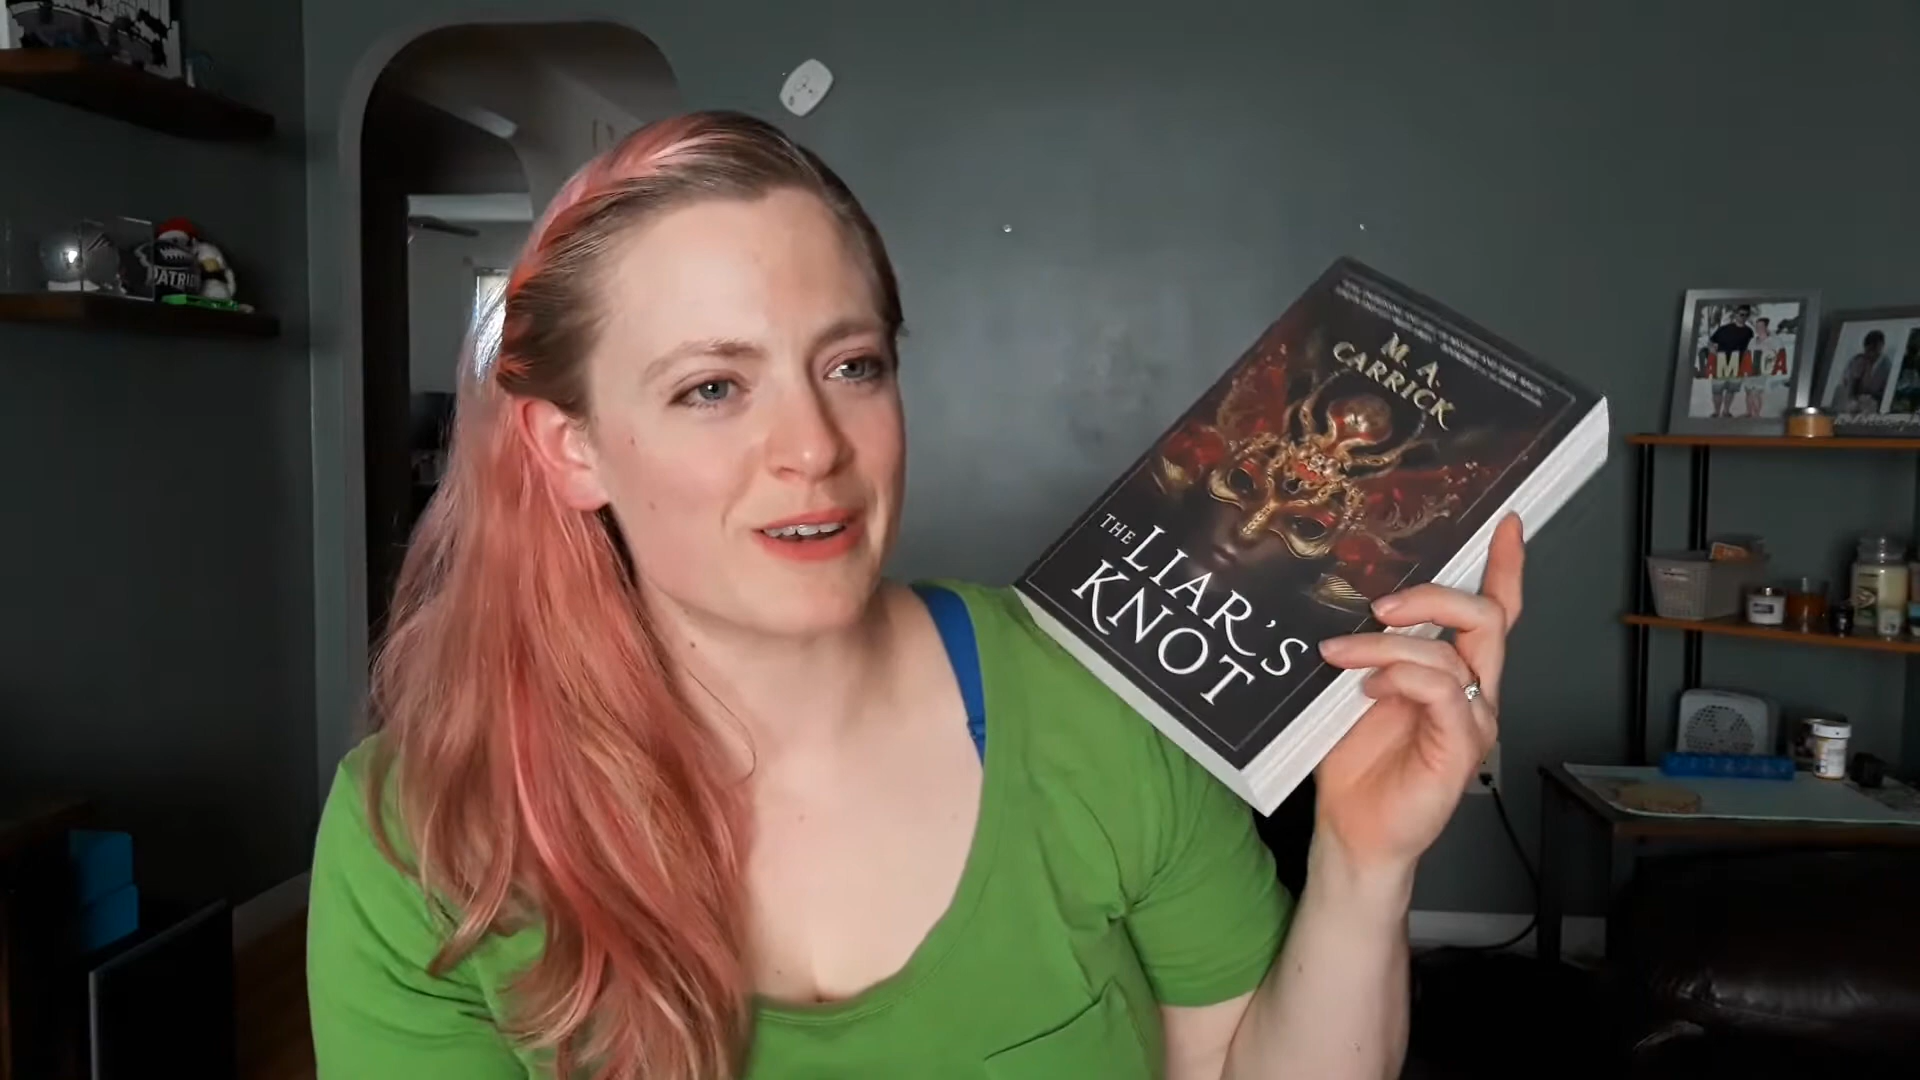 PATRIO
JAMAICA
M. A.
CARRICK
THE
LIAR'S
KNOT